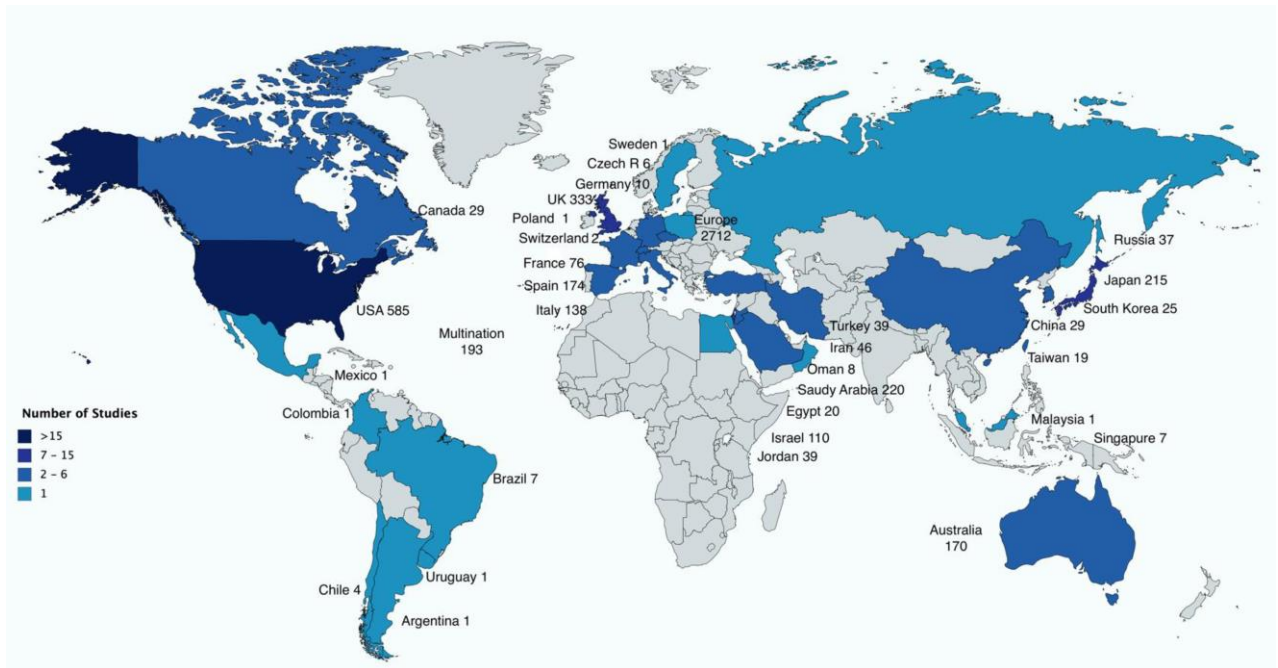 Sweden 1
Czech R 6
Germany 10
UK 333
Canada 29
Poland 1
Europe
2712
Switzerland 2
Russia 37
France 76
Japan 215
Spain 174
South Korea 25
USA 585
Italy 138
China 29
Turkey 39
Multination
193
Iran 46
Taiwan 19
Oman 8
Mexico 1
Saudi Arabia 220
Colombia 1
Egypt 20
Malaysia 1
Number of Studies
>15
7 - 15
2 - 6
1
Israel 110
Singapure 7
Jordan 39
Brazil 7
Australia
170
Uruguay 1
Chile 4
Argentina 1